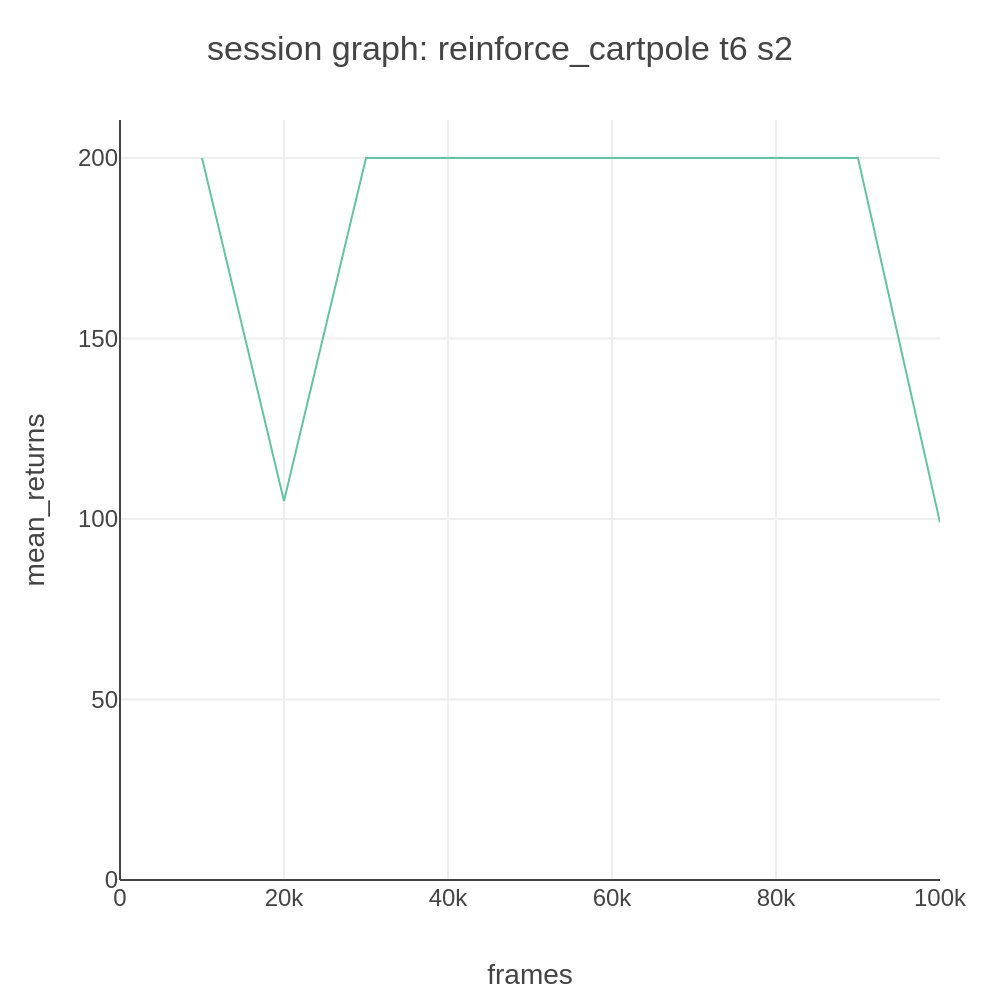 session graph: reinforce_cartpole t6 s2
200
150
100
50
0
mean_returns
0 20k 40k 60k 80k 100k
frames